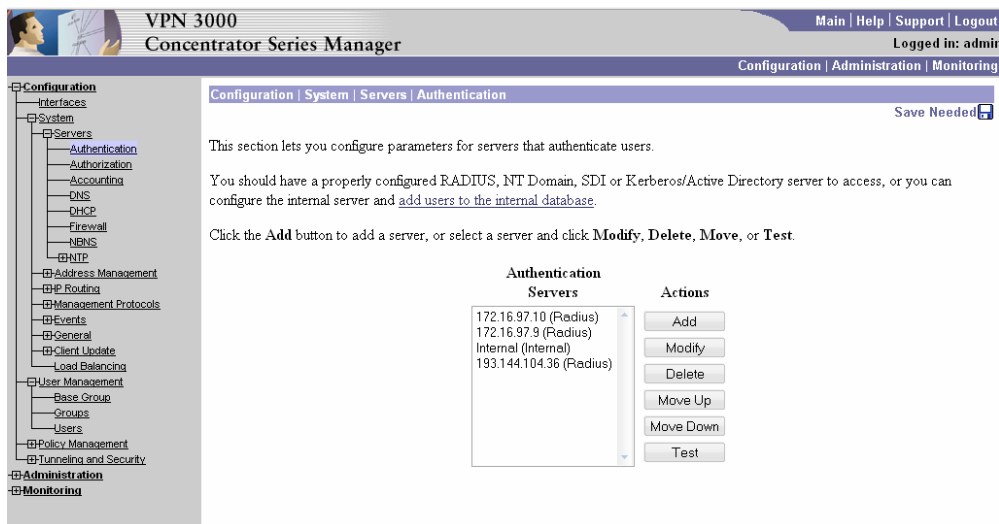 VPN 3000
Concentrator Series Manager
Main | Help | Support | Logout
Logged in: admin
Configuration | Administration | Monitoring
Configuration
Interfaces
System
Servers
Authentication
Authorization
Accounting
DNS
DHCP
Firewall
NBNS
NTP
Address Management
IP Routing
Management Protocols
Events
General
Client Update
Load Balancing
User Management
Base Group
Groups
Users
Policy Management
Tunneling and Security
Administration
Monitoring
Configuration | System | Servers | Authentication
Save Needed
This section lets you configure parameters for servers that authenticate users.
You should have a properly configured RADIUS, NT Domain, SDI or Kerberos/Active Directory server to access, or you can
configure the internal server and add users to the internal database.
Click the Add button to add a server, or select a server and click Modify, Delete, Move, or Test.
Authentication
Servers
Actions
172.16.97.10 (Radius)
172.16.97.9 (Radius)
Internal (Internal)
193.144.104.36 (Radius)
Add
Modify
Delete
Move Up
Move Down
Test